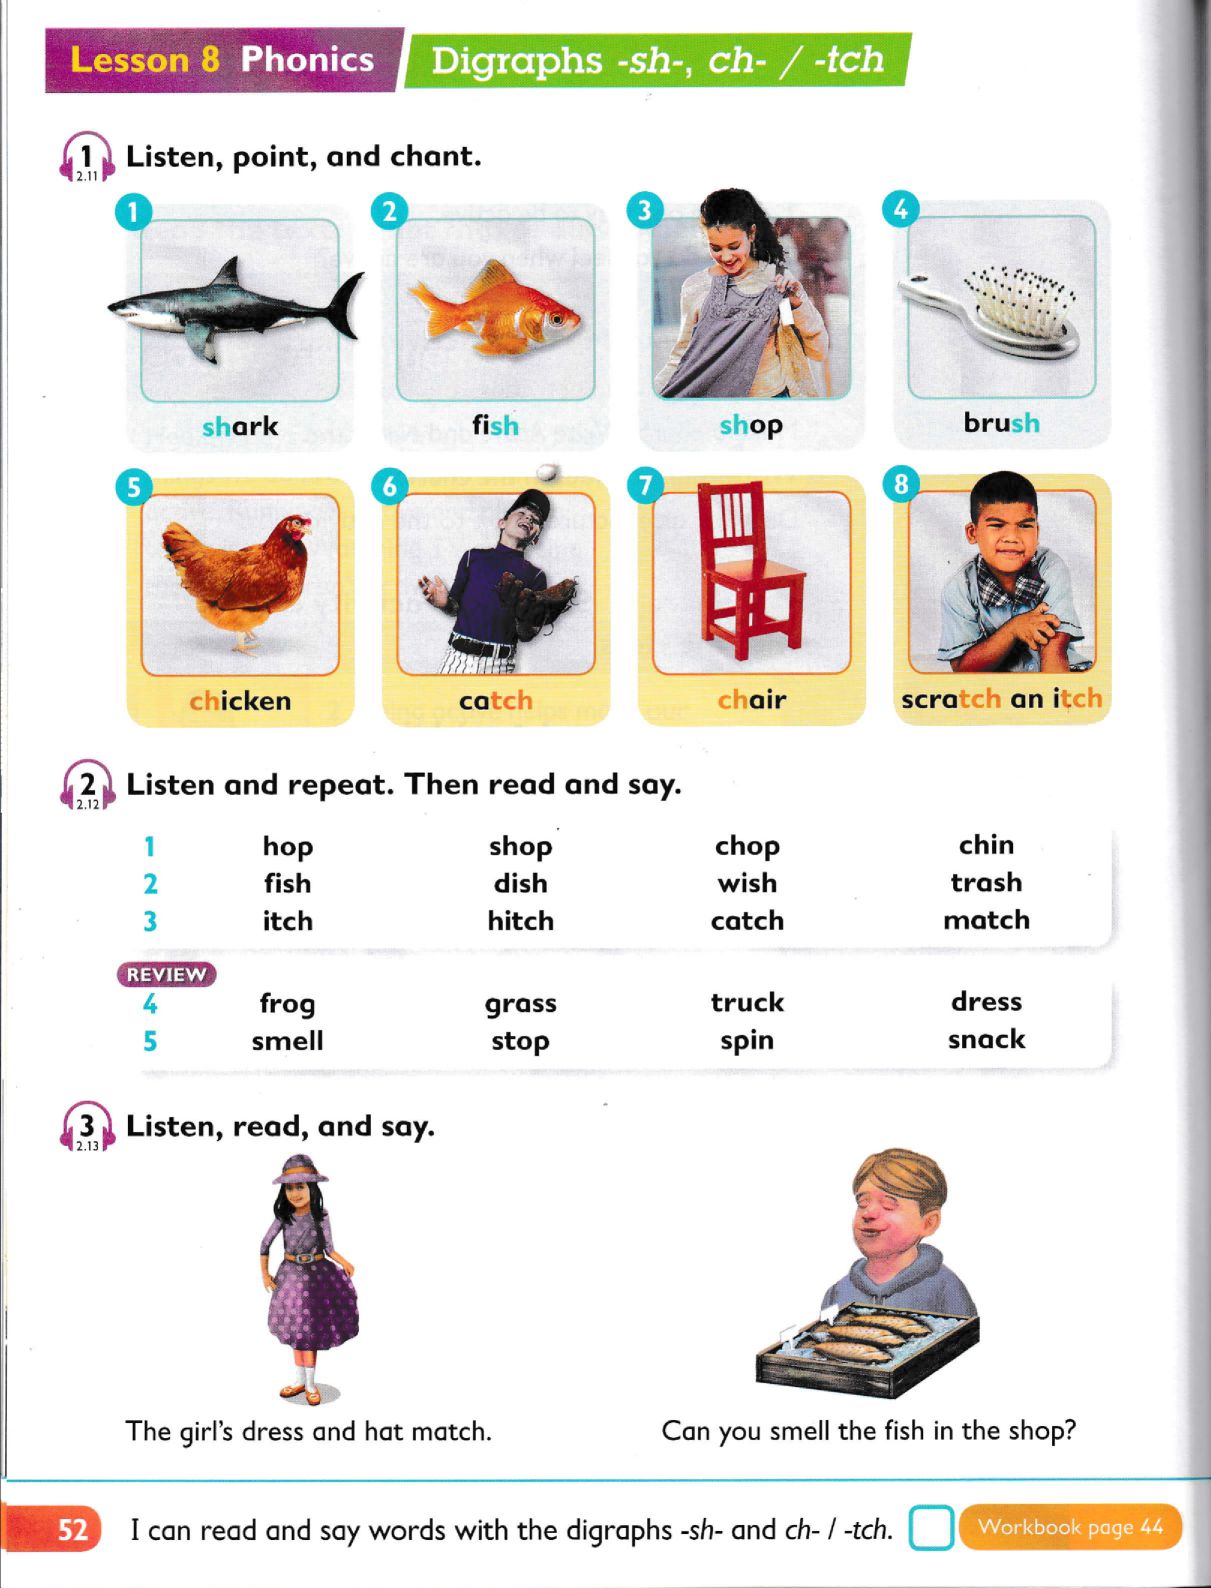 Lesson 8 Phonics Digraphs -sh-, ch- / -tch
1 Listen, point, and chant.
2.11
1 2 3 4
shark fish shop brush
5 6 7 8
chicken catch chair scratch an itch
2 Listen and repeat. Then read and say.
2.12
1 hop shop chop chin
2 fish dish wish trash
3 itch hitch catch match
REVIEW
4 frog grass truck dress
5 smell stop spin snack
3 Listen, read, and say.
2.13
The girl's dress and hat match. Can you smell the fish in the shop?
52 I can read and say words with the digraphs -sh- and ch- / -tch. Workbook page 44